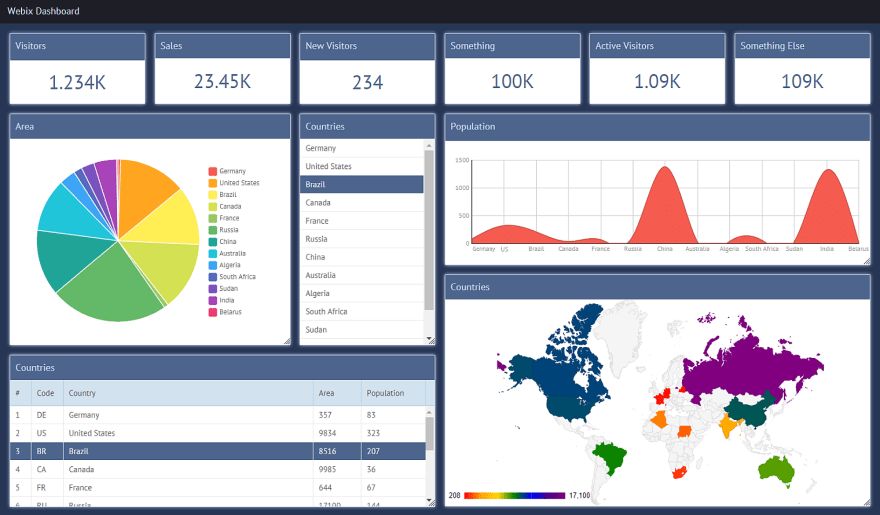 Webix Dashboard
Visitors
1.234K
Sales
23.45K
New Visitors
234
Something
100K
Active Visitors
1.09K
Something Else
109K
Area
Germany
United States
Brazil
Canada
France
Russia
China
Australia
Algeria
South Africa
Sudan
India
Belarus
Countries
Germany
United States
Brazil
Canada
France
Russia
China
Australia
Algeria
South Africa
Sudan
Population
1500
1000
500
0
Germany US Brazil Canada France Russia China Australia Algeria South Africa Sudan India Belarus
Countries
# Code Country Area Population
1 DE Germany 357 83
2 US United States 9834 323
3 BR Brazil 8516 207
4 CA Canada 9985 36
5 FR France 644 67
6 RU Russia 17100 144
Countries
208 17,100